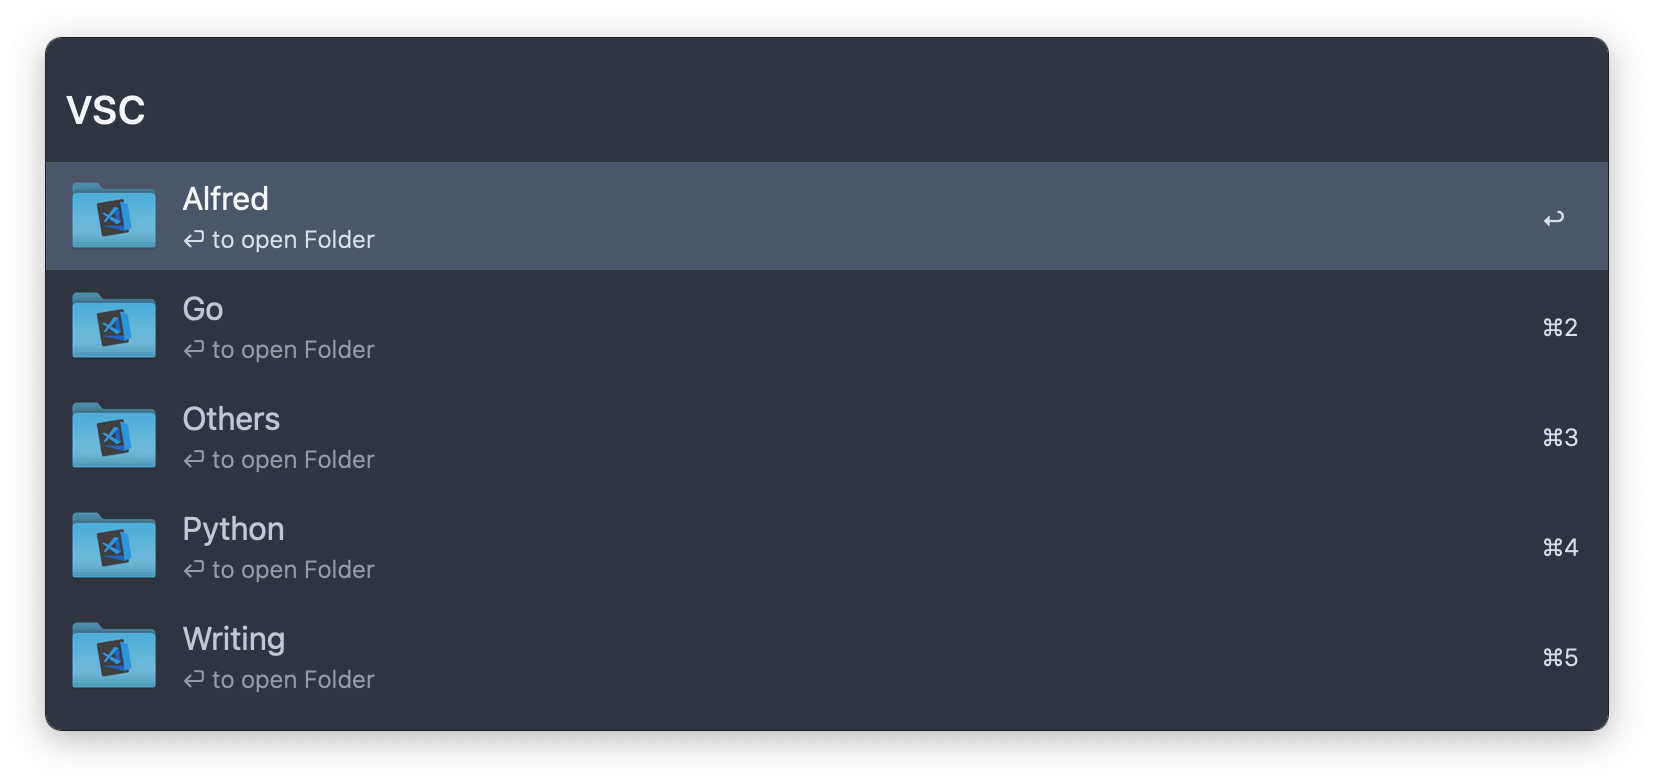 vsc
Alfred
↩ to open Folder
↩
Go
↩ to open Folder
⌘2
Others
↩ to open Folder
⌘3
Python
↩ to open Folder
⌘4
Writing
↩ to open Folder
⌘5